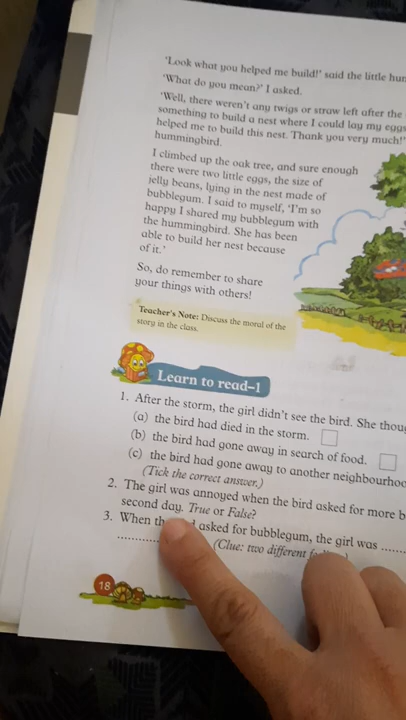 'Look what you helped me build!' said the little
'What do you mean?' I asked.
'Well, there weren't any twigs or straw left after the
something to build a nest where I could lay my eggs
helped me to build this nest. Thank you very much!'
hummingbird.
I climbed up the oak tree, and sure enough
there were two little eggs, the size of
jelly beans, lying in the nest made of
bubblegum. I said to myself, 'I'm so
happy I shared my bubblegum with
the hummingbird. She has been
able to build her nest because
of it.'
So, do remember to share
your things with others!
Teacher's Note: Discuss the moral of the
story in the class.
Learn to read–1
1. After the storm, the girl didn't see the bird. She
(a) the bird had died in the storm.
(b) the bird had gone away in search of food.
(c) the bird had gone away to another
(Tick the correct answer.)
2. The girl was annoyed when the bird asked for more
second day. True or False?
3. When asked for bubblegum, the girl was ......
............ (Clue: two different
18